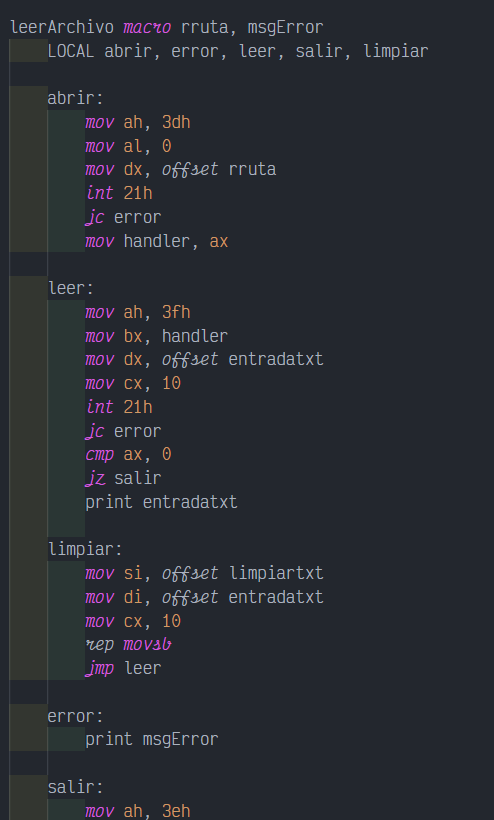 leerArchivo macro rruta, msgError
LOCAL abrir, error, leer, salir, limpiar
abrir:
mov ah, 3dh
mov al, 0
mov dx, offset rruta
int 21h
jc error
mov handler, ax
leer:
mov ah, 3fh
mov bx, handler
mov dx, offset entradatxt
mov cx, 10
int 21h
jc error
cmp ax, 0
jz salir
print entradatxt
limpiar:
mov si, offset limpiartxt
mov di, offset entradatxt
mov cx, 10
rep movsb
jmp leer
error:
print msgError
salir:
mov ah, 3eh